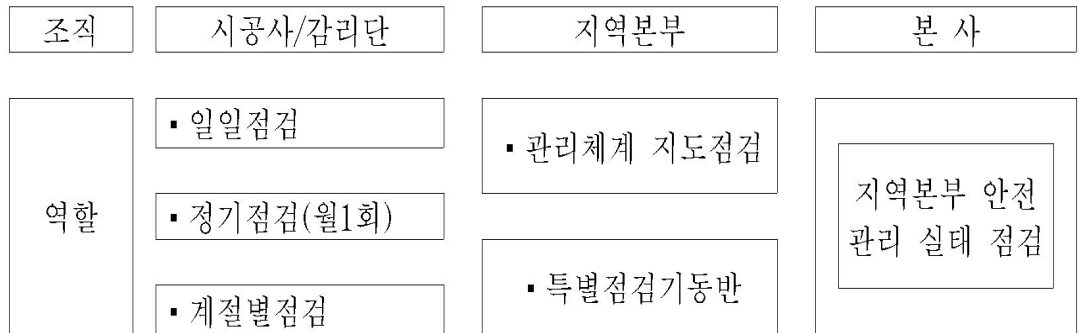 조직
시공사/감리단
지역본부
본 사
역할
▪ 일일점검
▪ 정기점검(월1회)
▪ 계절별점검
▪ 관리체계 지도점검
▪ 특별점검기동반
지역본부 안전
관리 실태 점검